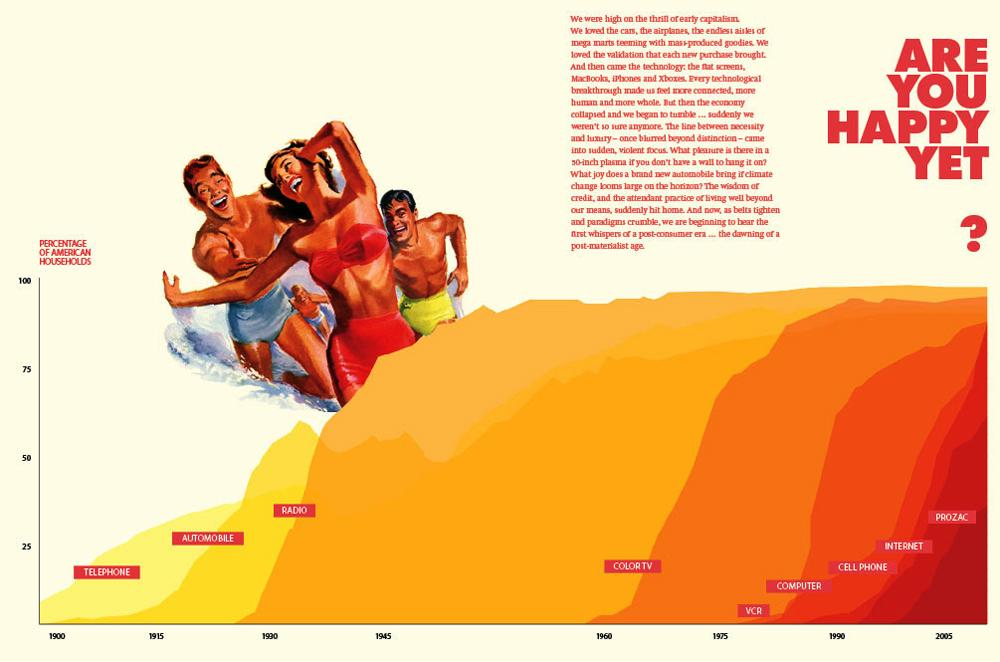 We were high on the thrill of early capitalism.
We loved the cars, the airplanes, the endless aisles of
mega marts teeming with mass-produced goodies. We
loved the validation that each new purchase brought.
And then came the technology: the flat screens,
MacBooks, iPhones and Xboxes. Every technological
breakthrough made us feel more connected, more
human and more whole. But then the economy
collapsed and we began to tumble ... suddenly we
weren't so sure anymore. The line between necessity
and luxury – once blurred beyond distinction – came
into sudden, violent focus. What pleasure is there in a
50-inch plasma if you don't have a wall to hang it on?
What joy does a brand new automobile bring if climate
change looms large on the horizon? The wisdom of
credit, and the attendant practice of living well beyond
our means, suddenly hit home. And now, as belts tighten
and paradigms crumble, we are beginning to hear the
first whispers of a post-consumer era ... the dawning of a
post-materialist age.
ARE
YOU
HAPPY
YET
?
PERCENTAGE
OF AMERICAN
HOUSEHOLDS
100
75
50
25
TELEPHONE
AUTOMOBILE
RADIO
COLOR TV
VCR
COMPUTER
CELL PHONE
INTERNET
PROZAC
1900
1915
1930
1945
1960
1975
1990
2005